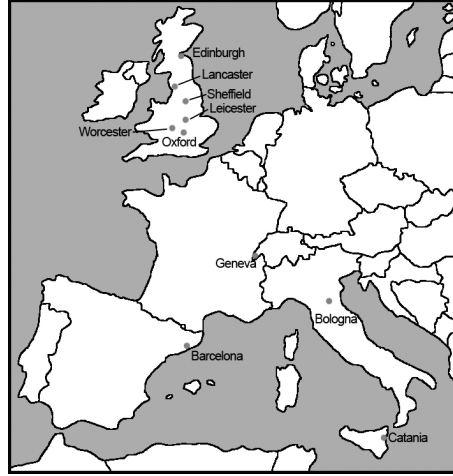 Edinburgh
Lancaster
Sheffield
Leicester
Worcester
Oxford
Geneva
Bologna
Barcelona
Catania